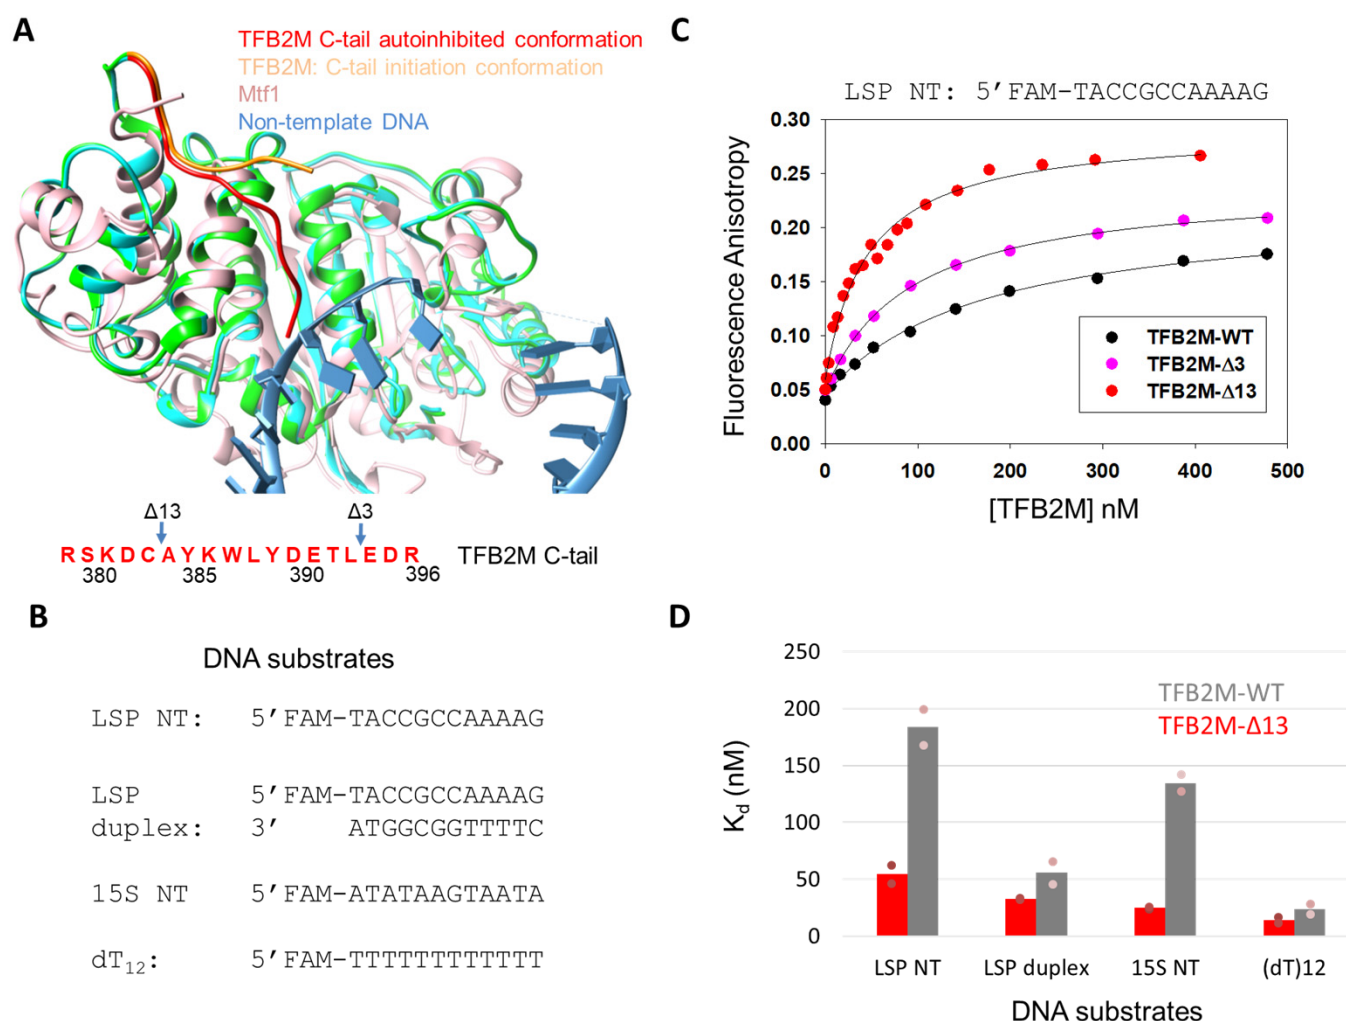 A
TFB2M C-tail autoinhibited conformation
TFB2M: C-tail initiation conformation
Mtf1
Non-template DNA
Δ13 Δ3
R S K D C A Y K W L Y D E T L E D R TFB2M C-tail
380 385 390 396
B
DNA substrates
LSP NT: 5′FAM-TACCGCCAAAAG
LSP 5′FAM-TACCGCCAAAAG
duplex: 3′ ATGGCGGTTTTC
15S NT 5′FAM-ATATAAGTAATA
dT12: 5′FAM-TTTTTTTTTTTT
C
LSP NT: 5′FAM-TACCGCCAAAAG
Fluorescence Anisotropy
0.30
0.25
0.20
0.15
0.10
0.05
0.00
TFB2M-WT
TFB2M-Δ3
TFB2M-Δ13
0 100 200 300 400 500
[TFB2M] nM
D
Kd (nM)
250
200
150
100
50
0
TFB2M-WT
TFB2M-Δ13
LSP NT LSP duplex 15S NT (dT)12
DNA substrates